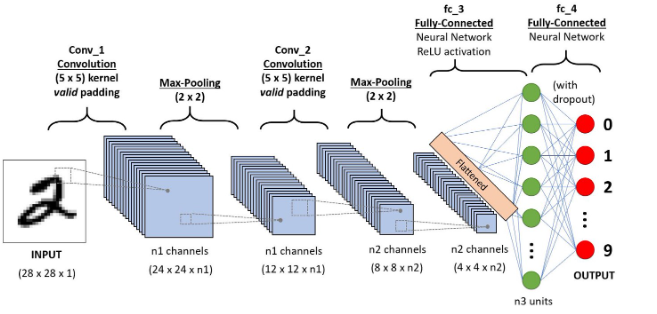 fc_3
Fully-Connected
Neural Network
ReLU activation
fc_4
Fully-Connected
Neural Network
Conv_1
Convolution
(5 x 5) kernel
valid padding
Max-Pooling
(2 x 2)
Conv_2
Convolution
(5 x 5) kernel
valid padding
Max-Pooling
(2 x 2)
(with
dropout)
Flattened
2
0
1
2
9
INPUT
(28 x 28 x 1)
n1 channels
(24 x 24 x n1)
n1 channels
(12 x 12 x n1)
n2 channels
(8 x 8 x n2)
n2 channels
(4 x 4 x n2)
OUTPUT
n3 units